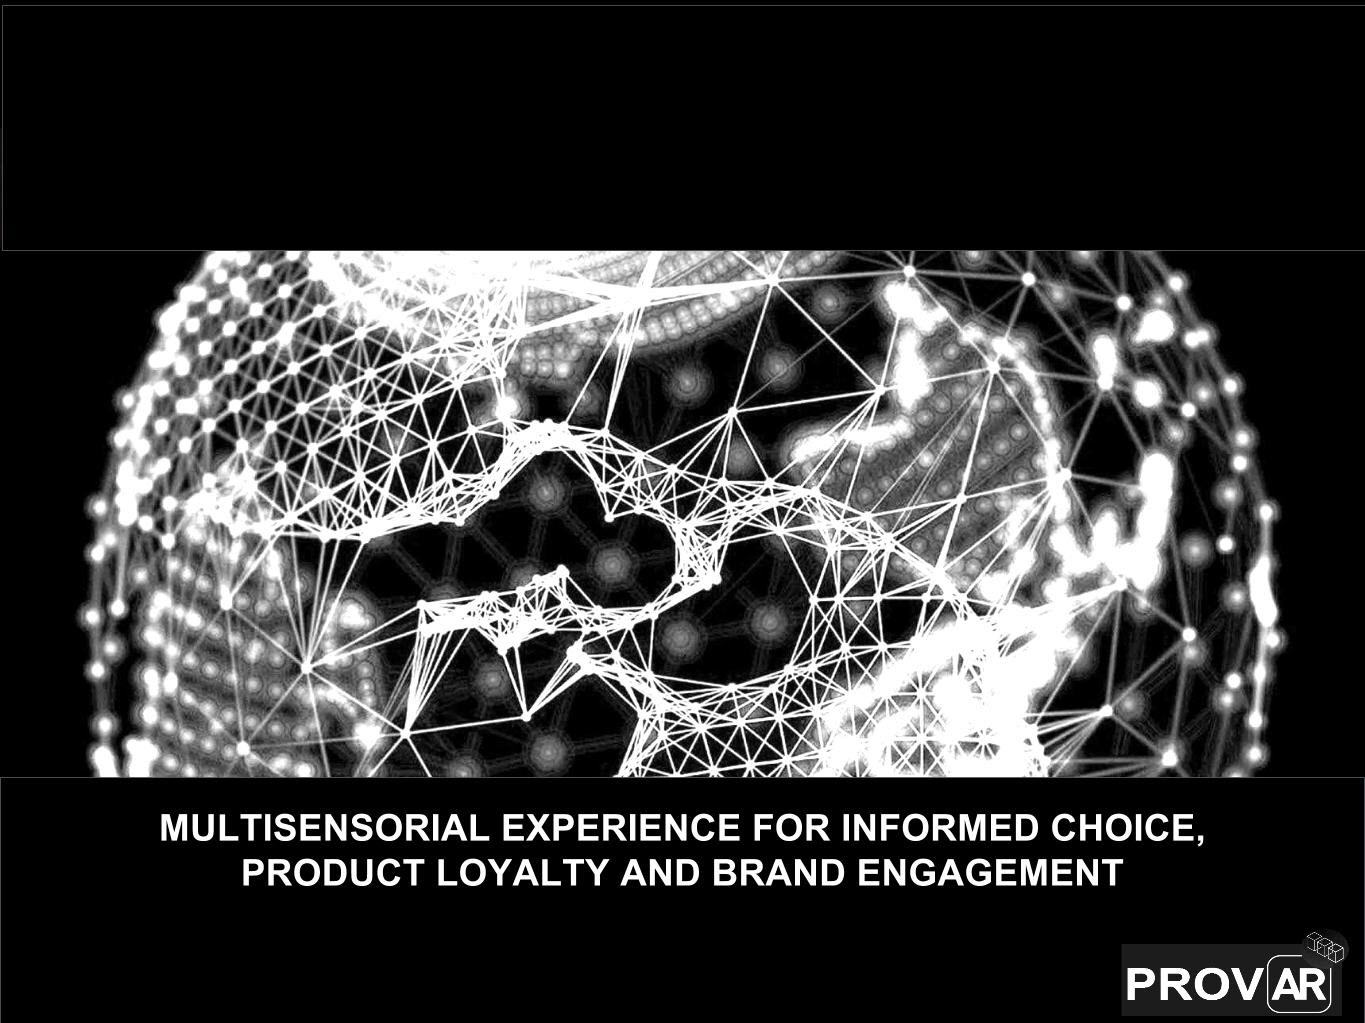 MULTISENSORIAL EXPERIENCE FOR INFORMED CHOICE,
PRODUCT LOYALTY AND BRAND ENGAGEMENT
PROVAR